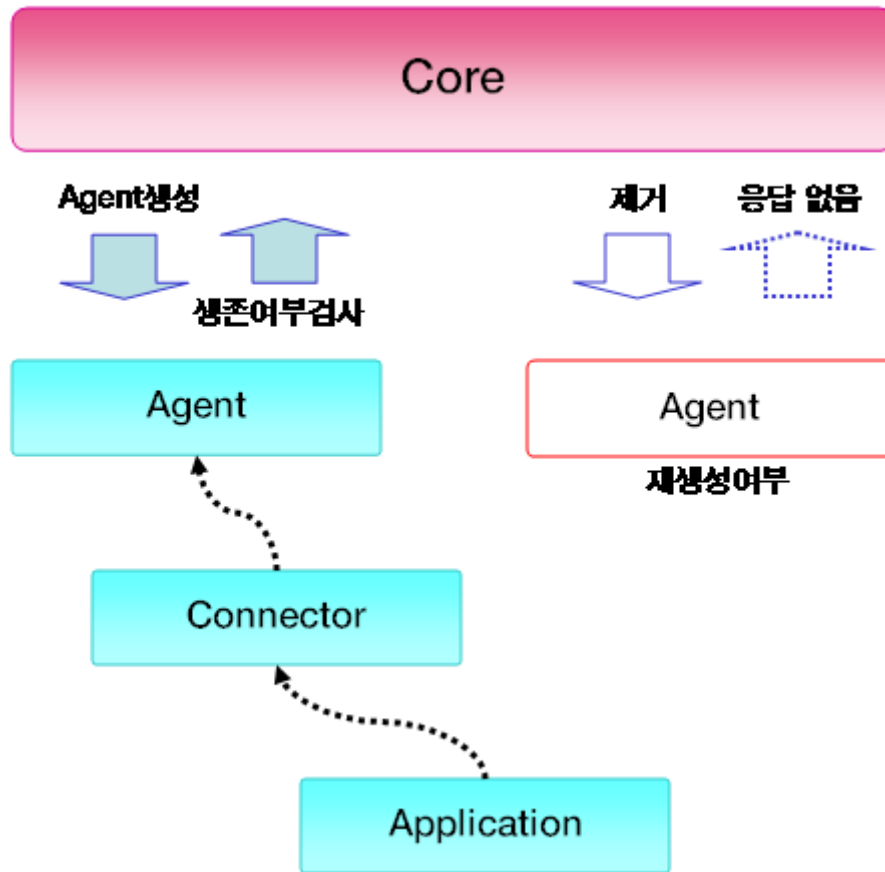 Core
Agent생성
제거
응답 없음
생존여부검사
Agent
Agent
재생성여부
Connector
Application